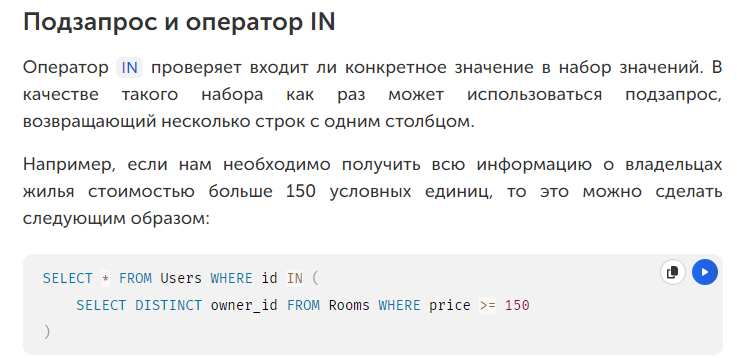 Подзапрос и оператор IN
Оператор IN проверяет входит ли конкретное значение в набор значений. В
качестве такого набора как раз может использоваться подзапрос,
возвращающий несколько строк с одним столбцом.
Например, если нам необходимо получить всю информацию о владельцах
жилья стоимостью больше 150 условных единиц, то это можно сделать
следующим образом:
SELECT * FROM Users WHERE id IN (
    SELECT DISTINCT owner_id FROM Rooms WHERE price >= 150
)